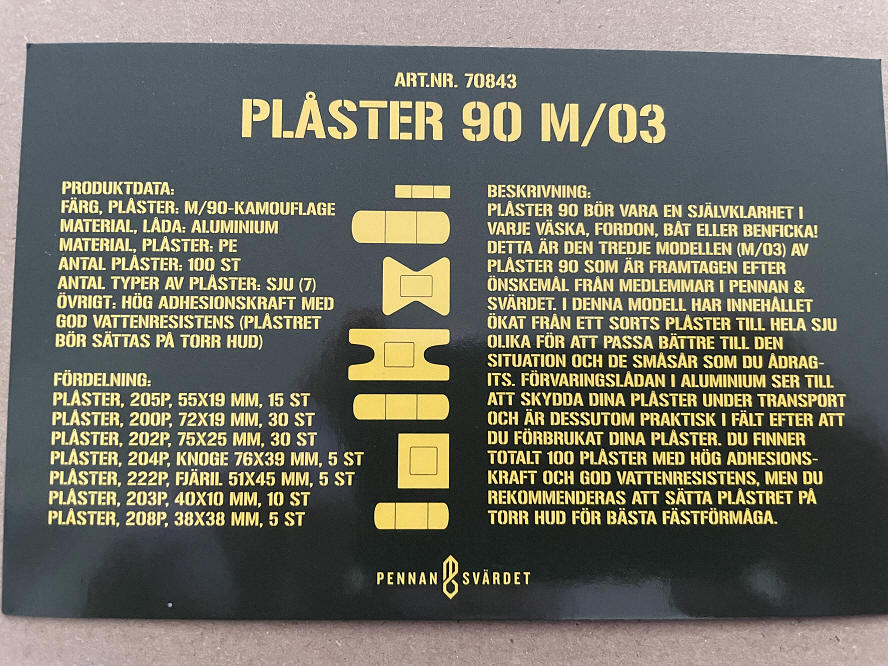 ART.NR. 70843
PLÅSTER 90 M/03
PRODUKTDATA:
FÄRG, PLÅSTER: M/90-KAMOUFLAGE
MATERIAL, LÅDA: ALUMINIUM
MATERIAL, PLÅSTER: PE
ANTAL PLÅSTER: 100 ST
ANTAL TYPER AV PLÅSTER: SJU (7)
ÖVRIGT: HÖG ADHESIONSKRAFT MED
GOD VATTENRESISTENS (PLÅSTRET
BÖR SÄTTAS PÅ TORR HUD)
FÖRDELNING:
PLÅSTER, 205P, 55X19 MM, 15 ST
PLÅSTER, 200P, 72X19 MM, 30 ST
PLÅSTER, 202P, 75X25 MM, 30 ST
PLÅSTER, 204P, KNOGE 76X39 MM, 5 ST
PLÅSTER, 222P, FJÄRIL 51X45 MM, 5 ST
PLÅSTER, 203P, 40X10 MM, 10 ST
PLÅSTER, 208P, 38X38 MM, 5 ST
BESKRIVNING:
PLÅSTER 90 BÖR VARA EN SJÄLVKLARHET I
VARJE VÄSKA, FORDON, BÅT ELLER BENFICKA!
DETTA ÄR DEN TREDJE MODELLEN (M/03) AV
PLÅSTER 90 SOM ÄR FRAMTAGEN EFTER
ÖNSKEMÅL FRÅN MEDLEMMAR I PENNAN &
SVÄRDET. I DENNA MODELL HAR INNEHÅLLET
ÖKAT FRÅN ETT SORTS PLÅSTER TILL HELA SJU
OLIKA FÖR ATT PASSA BÄTTRE TILL DEN
SITUATION OCH DE SMÅSÅR SOM DU ÅDRAG-
ITS. FÖRVARINGSLÅDAN I ALUMINIUM SER TILL
ATT SKYDDA DINA PLÅSTER UNDER TRANSPORT
OCH ÄR DESSUTOM PRAKTISK I FÄLT EFTER ATT
DU FÖRBRUKAT DINA PLÅSTER. DU FINNER
TOTALT 100 PLÅSTER MED HÖG ADHESIONS-
KRAFT OCH GOD VATTENRESISTENS, MEN DU
REKOMMENDERAS ATT SÄTTA PLÅSTRET PÅ
TORR HUD FÖR BÄSTA FÄSTFÖRMÅGA.
PENNAN & SVÄRDET